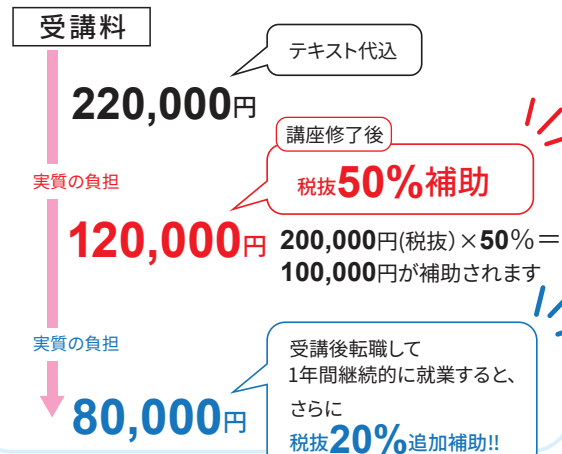 受講料
テキスト代込
220,000円
講座修了後
税抜50%補助
実質の負担
120,000円
200,000円(税抜)×50%＝
100,000円が補助されます
実質の負担
受講後転職して
1年間継続的に就業すると、
さらに
税抜20%追加補助!!
80,000円